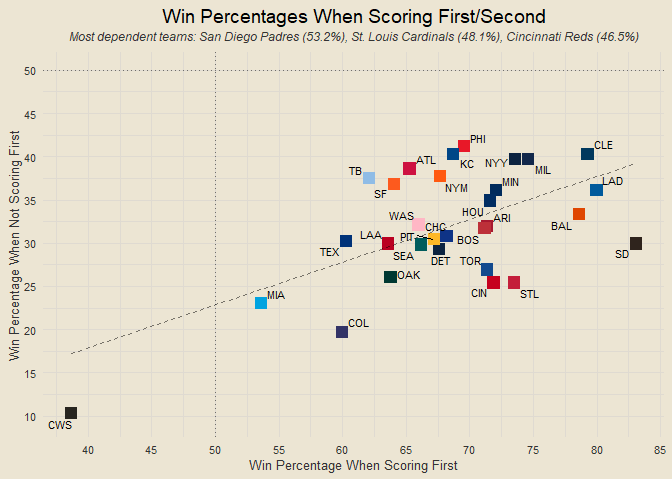 Win Percentages When Scoring First/Second
Most dependent teams: San Diego Padres (53.2%), St. Louis Cardinals (48.1%), Cincinnati Reds (46.5%)
Win Percentage When Not Scoring First
50
45
40
35
30
25
20
15
10
PHI
CLE
KC
NYY
MIL
ATL
TB
SF
NYM
MIN
LAD
HOU
WAS
CHC
ARI
BAL
LAA
PIT
BOS
TEX
SEA
DET
TOR
SD
OAK
CIN
STL
MIA
COL
CWS
40
45
50
55
60
65
70
75
80
85
Win Percentage When Scoring First